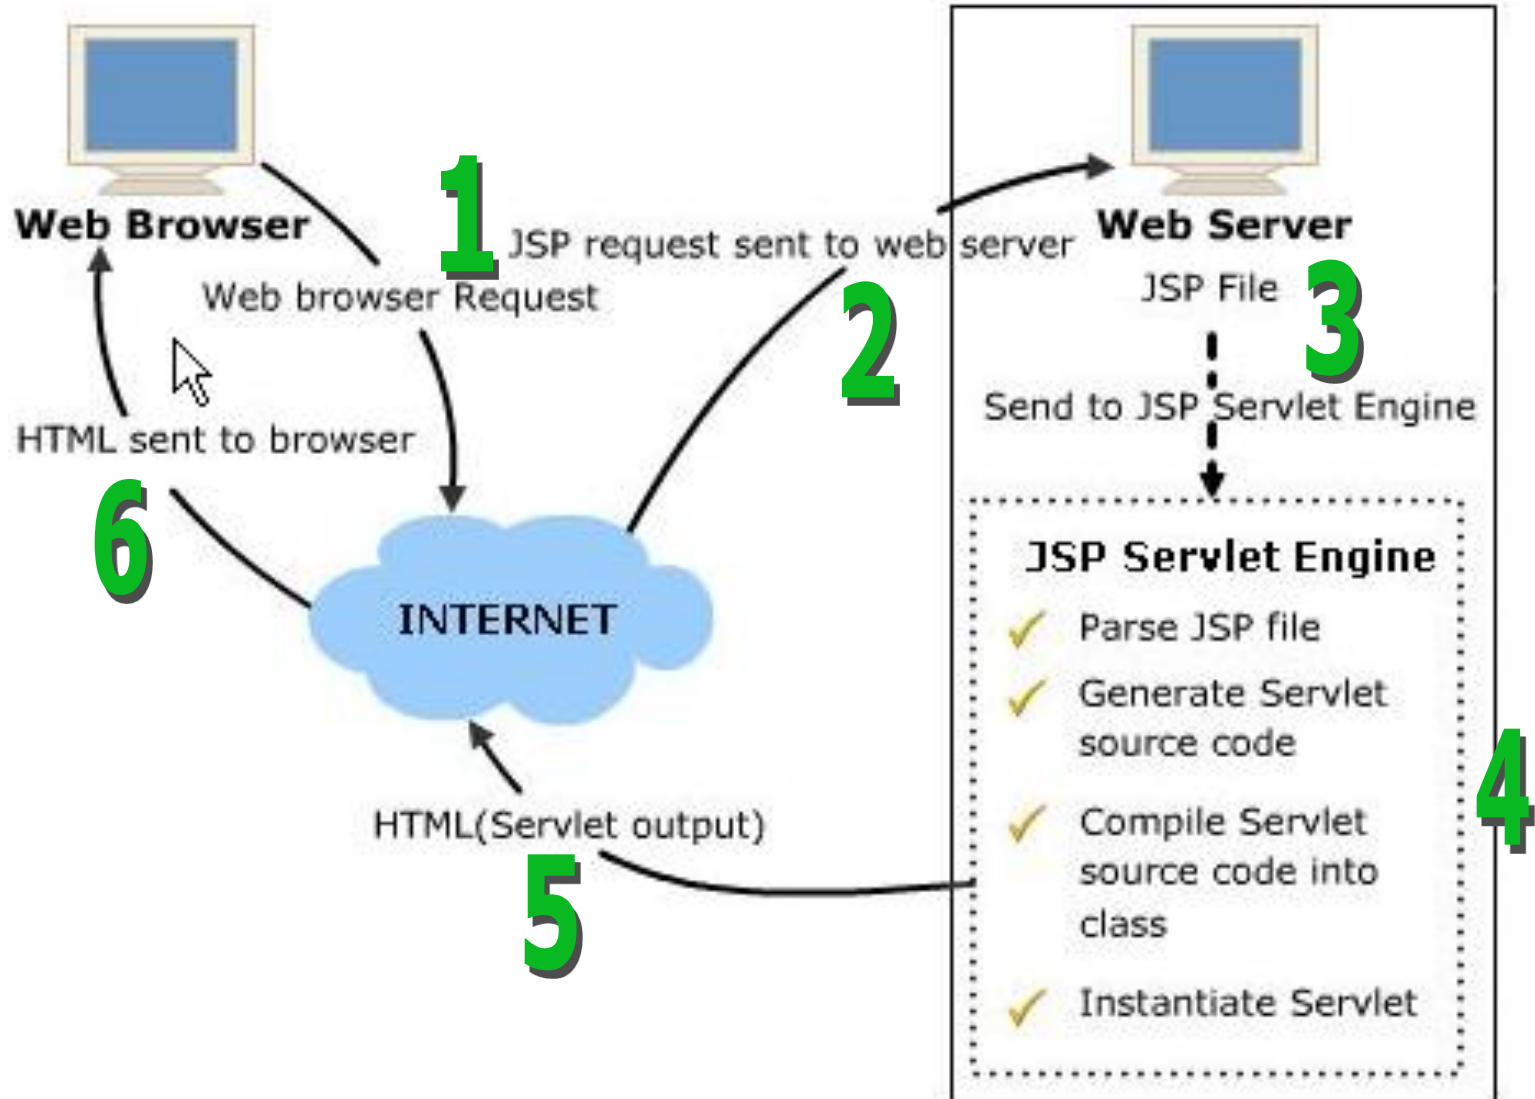 Web Browser
Web Server
1
JSP request sent to web server
Web browser Request
2
JSP File
3
Send to JSP Servlet Engine
HTML sent to browser
6
INTERNET
JSP Servlet Engine
Parse JSP file
Generate Servlet
source code
Compile Servlet
source code into
class
Instantiate Servlet
4
HTML(Servlet output)
5